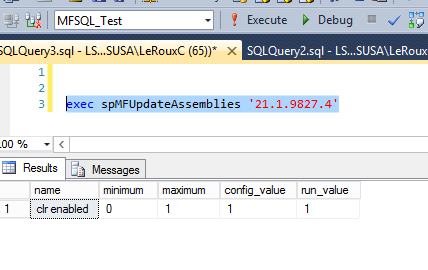 MFSQL_Test
Execute
Debug
SQLQuery3.sql - LS...SUSA\LeRouxC (65))*
SQLQuery2.sql - LS...SUSA\LeRoux
1
2
3 exec spMFUpdateAssemblies '21.1.9827.4'
00 %
Results
Messages
name minimum maximum config_value run_value
1 clr enabled 0 1 1 1